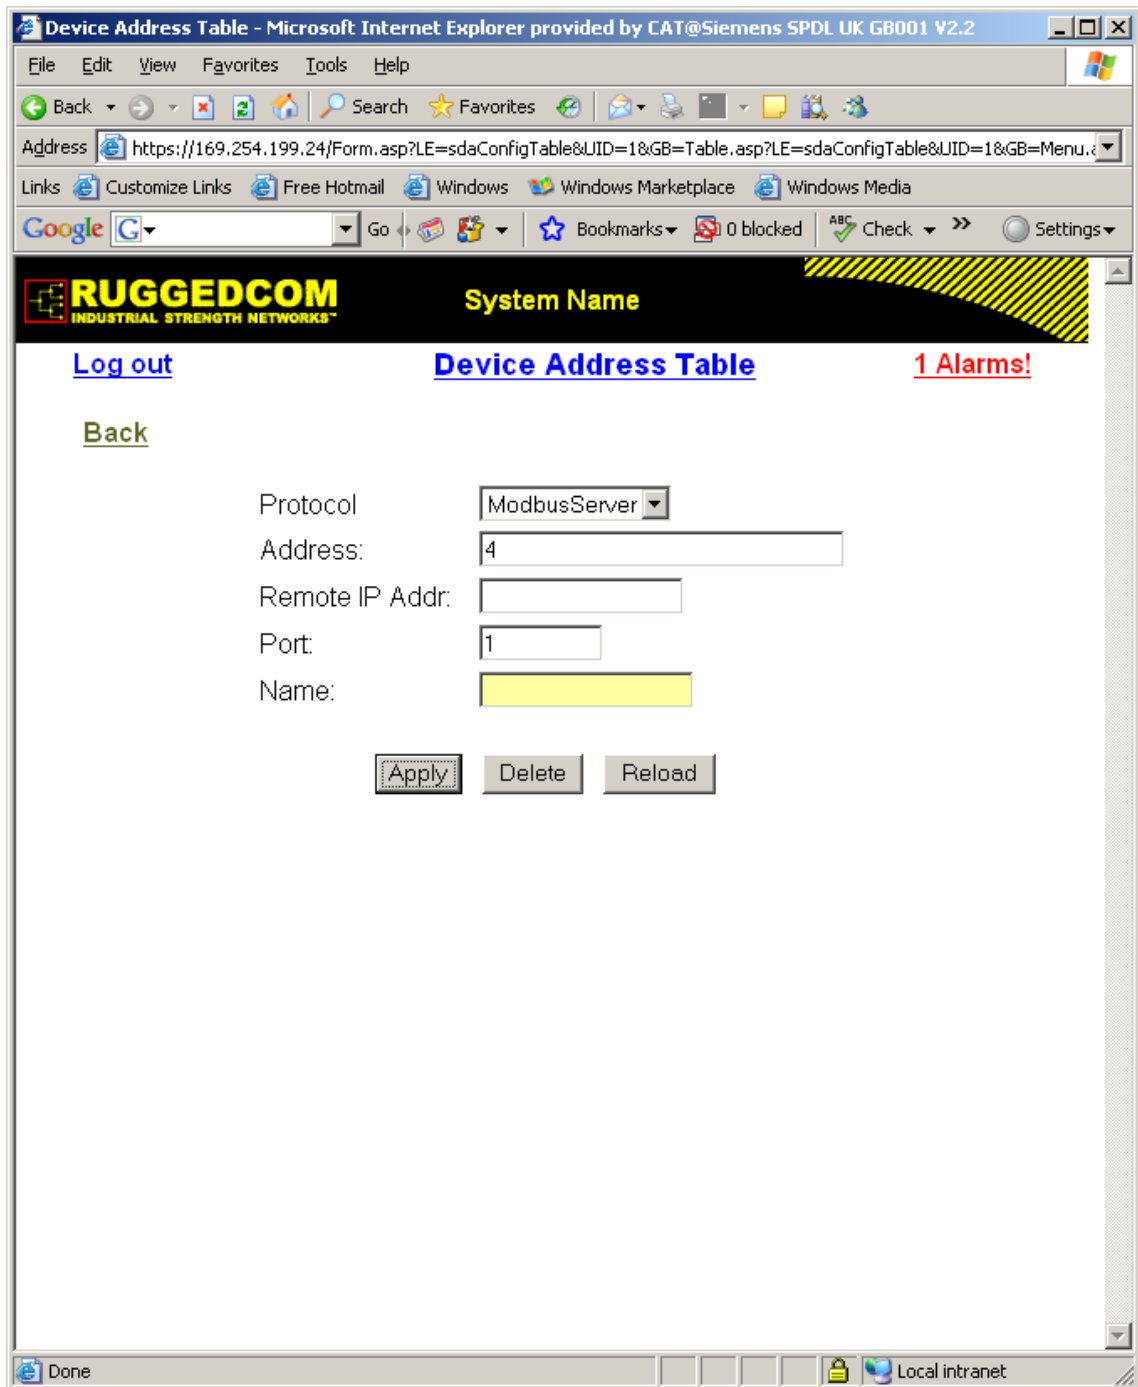 Device Address Table - Microsoft Internet Explorer provided by CAT@Siemens SPDL UK GB001 V2.2
File Edit View Favorites Tools Help
Back Search Favorites
Address https://169.254.199.24/Form.asp?LE=sdaConfigTable&UID=1&GB=Table.asp?LE=sdaConfigTable&UID=1&GB=Menu.
Links Customize Links Free Hotmail Windows Windows Marketplace Windows Media
Google G Go Bookmarks 0 blocked ABC Check >> Settings
RUGGEDCOM
INDUSTRIAL STRENGTH NETWORKS™
System Name
Log out Device Address Table 1 Alarms!
Back
Protocol ModbusServer
Address: 4
Remote IP Addr:
Port: 1
Name:
Apply Delete Reload
Done Local intranet